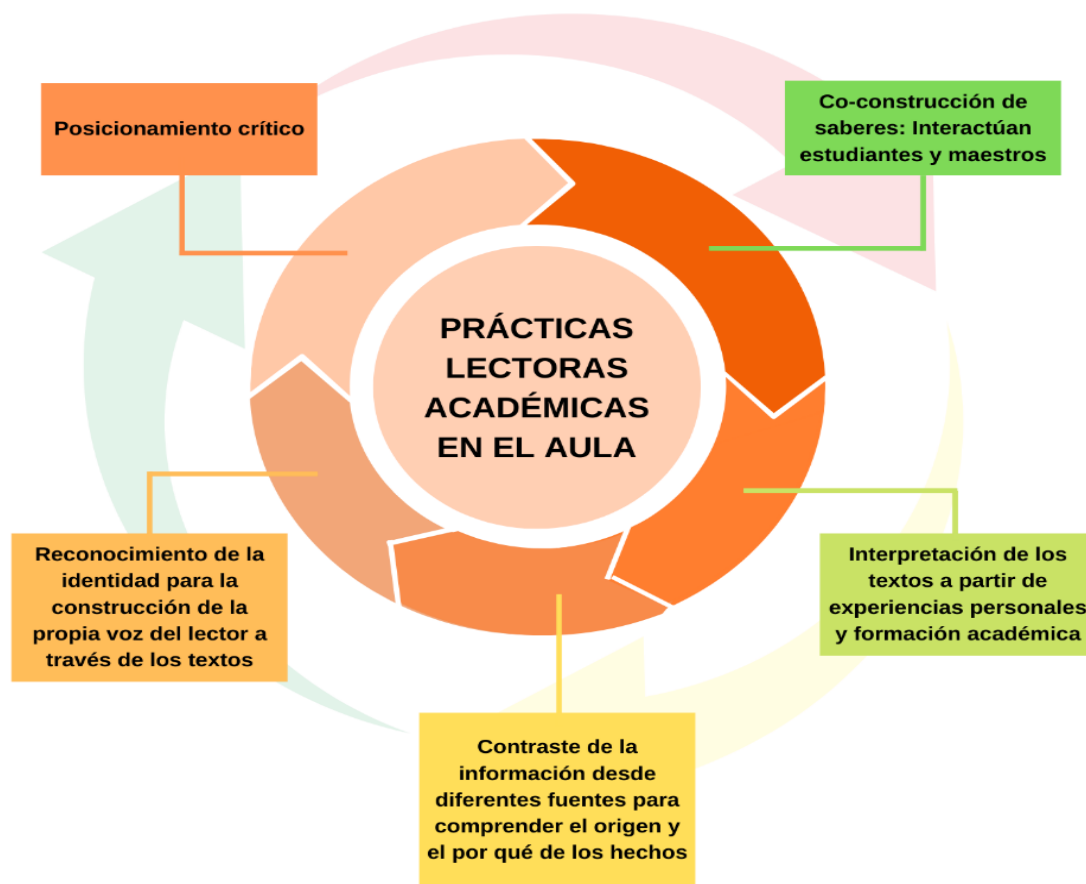 Posicionamiento crítico
Co-construcción de
saberes: Interactúan
estudiantes y maestros
PRÁCTICAS
LECTORAS
ACADÉMICAS
EN EL AULA
Interpretación de los
textos a partir de
experiencias personales
y formación académica
Contraste de la
información desde
diferentes fuentes para
comprender el origen y
el por qué de los hechos
Reconocimiento de la
identidad para la
construcción de la
propia voz del lector a
través de los textos